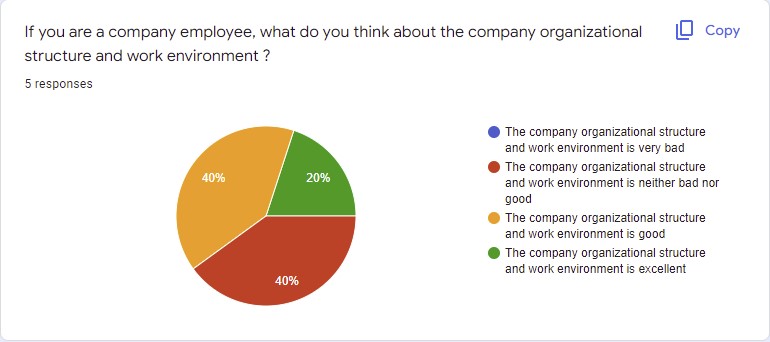 If you are a company employee, what do you think about the company organizational
structure and work environment ?
Copy
5 responses
40%
20%
40%
The company organizational structure
and work environment is very bad
The company organizational structure
and work environment is neither bad nor
good
The company organizational structure
and work environment is good
The company organizational structure
and work environment is excellent